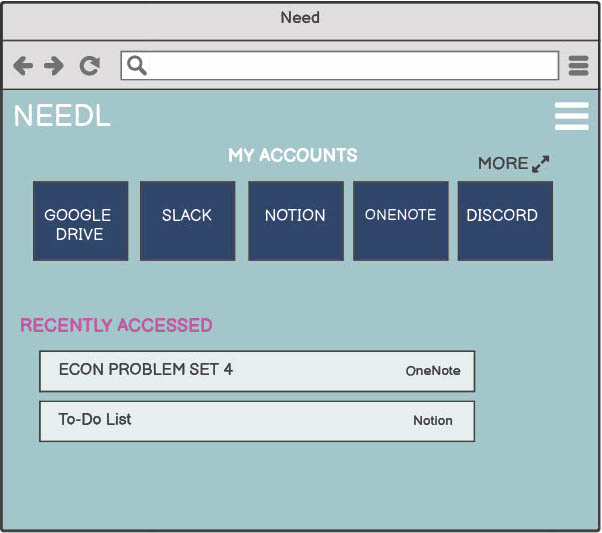 Need
NEEDL
MY ACCOUNTS
MORE
GOOGLE
DRIVE
SLACK
NOTION
ONENOTE
DISCORD
RECENTLY ACCESSED
ECON PROBLEM SET 4 OneNote
To-Do List Notion